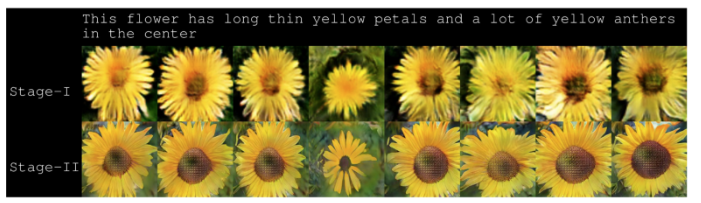 This flower has long thin yellow petals and a lot of yellow anthers
in the center
Stage-I
Stage-II